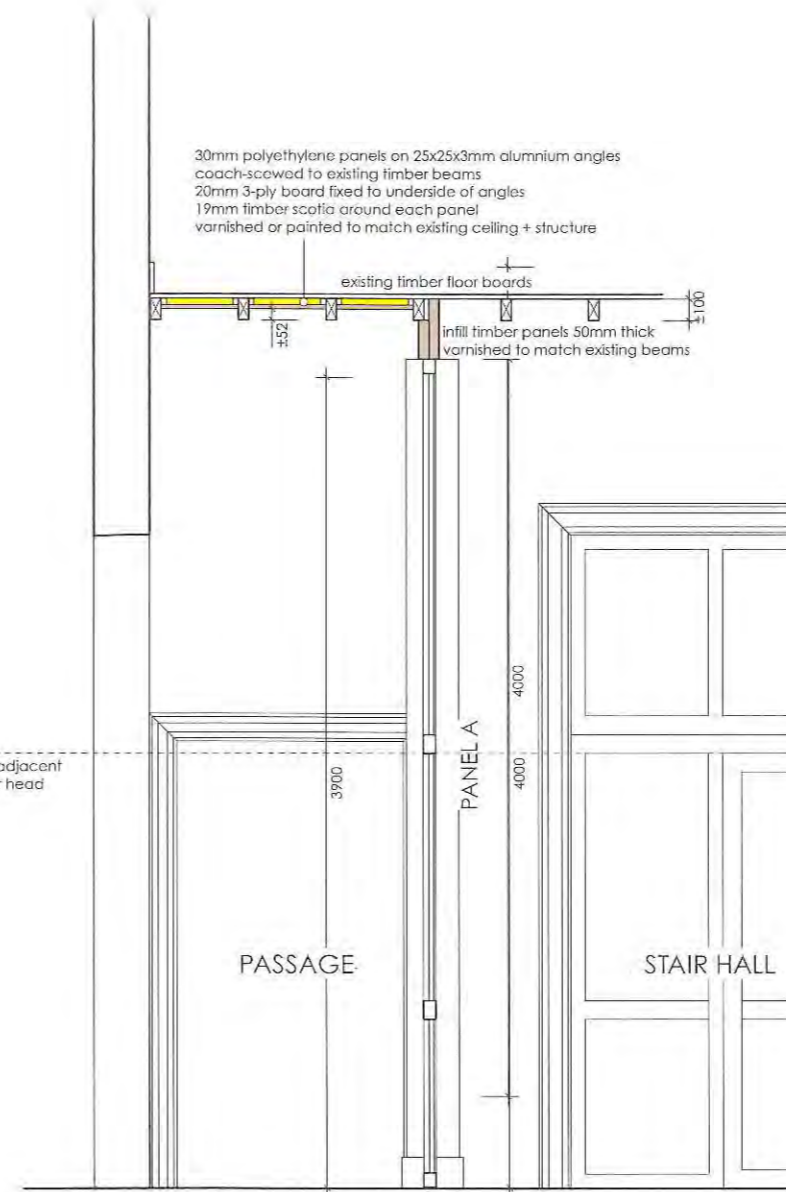 30mm polyethylene panels on 25x25x3mm alumnium angles
coach-scewed to existing timber beams
20mm 3-ply board fixed to underside of angles
19mm timber scotia around each panel
varnished or painted to match existing ceiling + structure
existing timber floor boards
±100
±52
infill timber panels 50mm thick
varnished to match existing beams
4000
PANEL A
adjacent
head
3900
4000
PASSAGE
STAIR HALL